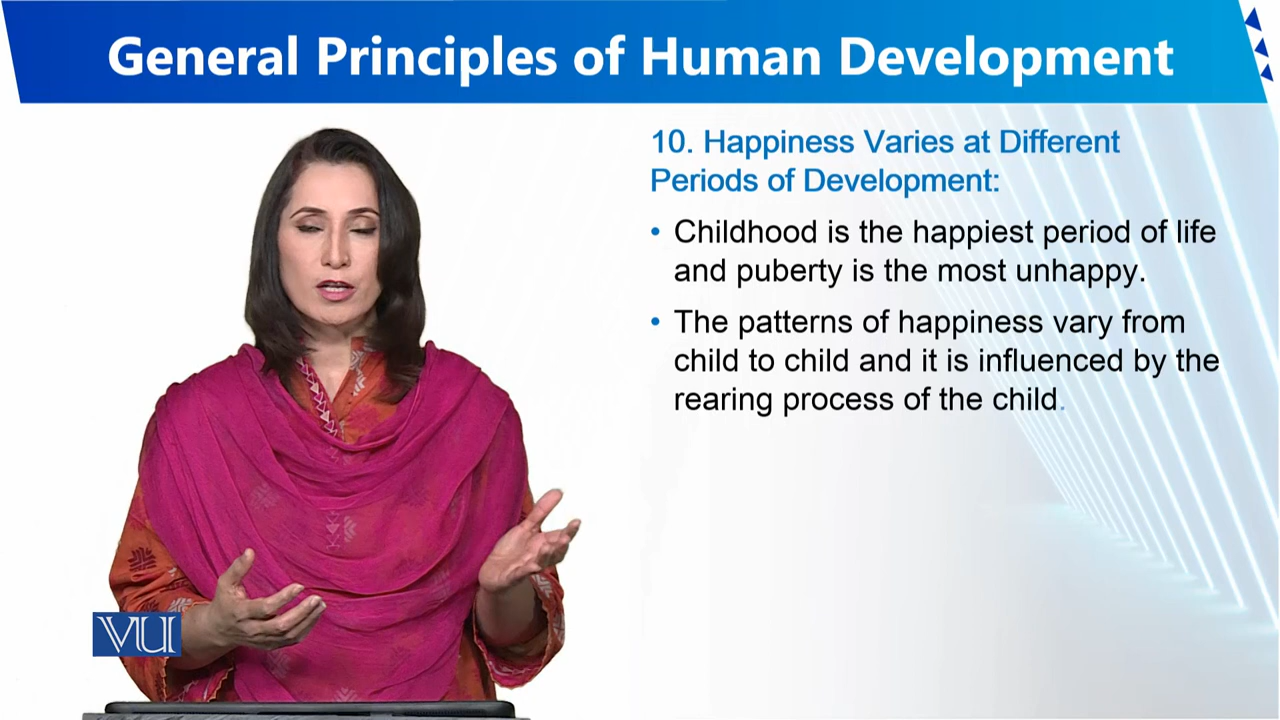 General Principles of Human Development
10. Happiness Varies at Different
Periods of Development:
• Childhood is the happiest period of life
and puberty is the most unhappy.
• The patterns of happiness vary from
child to child and it is influenced by the
rearing process of the child.
VU